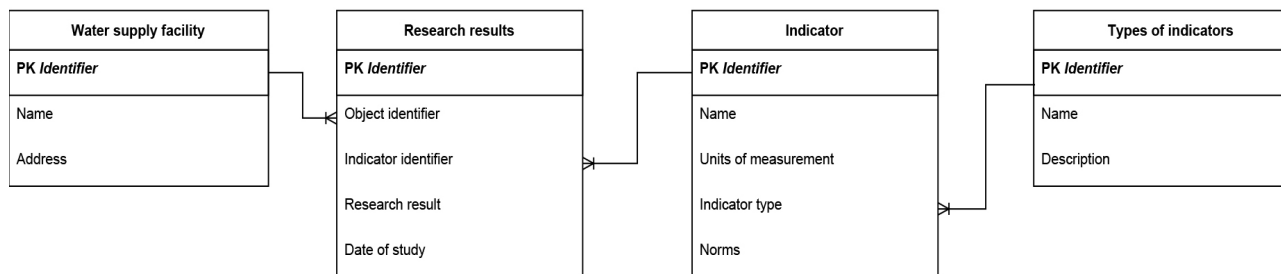 Water supply facility
PK Identifier
Name
Address
Research results
PK Identifier
Object identifier
Indicator identifier
Research result
Date of study
Indicator
PK Identifier
Name
Units of measurement
Indicator type
Norms
Types of indicators
PK Identifier
Name
Description